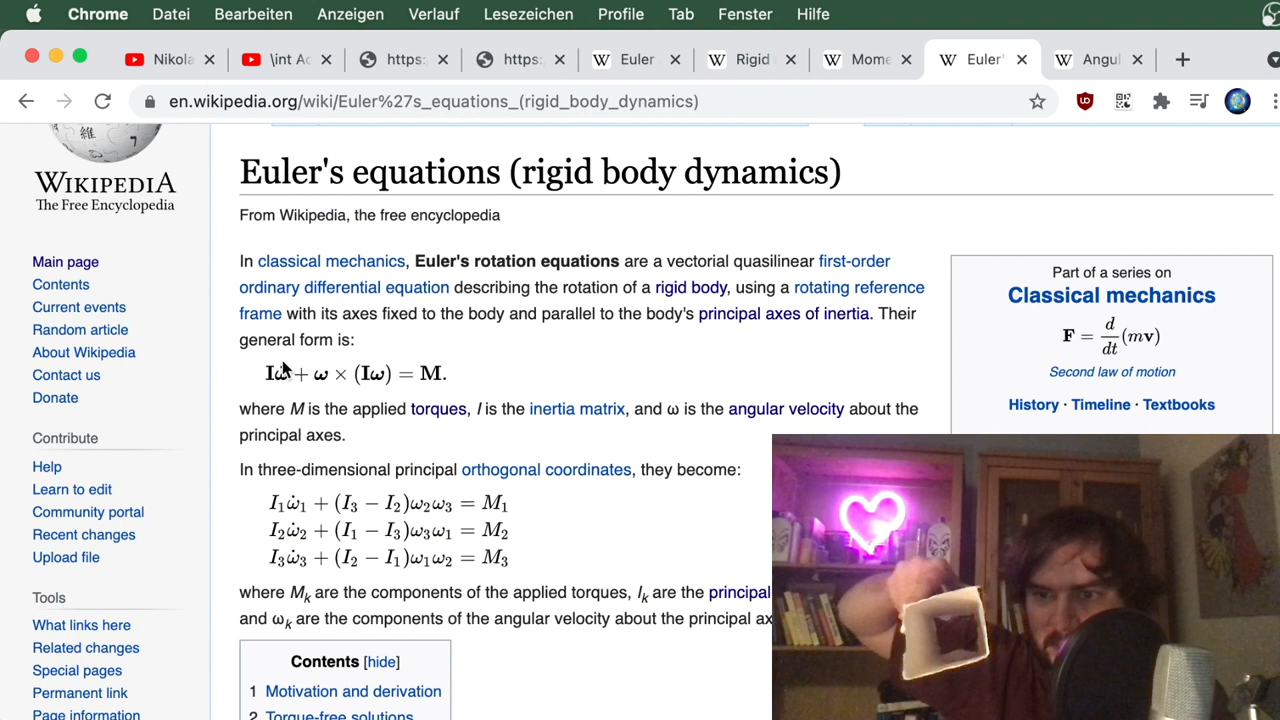 Chrome Datei Bearbeiten Anzeigen Verlauf Lesezeichen Profile Tab Fenster Hilfe
Nikola \int Ac https: https: Euler Rigid Mome Euler' Angul
en.wikipedia.org/wiki/Euler%27s_equations_(rigid_body_dynamics)
WIKIPEDIA
The Free Encyclopedia
Main page
Contents
Current events
Random article
About Wikipedia
Contact us
Donate
Contribute
Help
Learn to edit
Community portal
Recent changes
Upload file
Tools
What links here
Related changes
Special pages
Permanent link
Page information
Euler's equations (rigid body dynamics)
From Wikipedia, the free encyclopedia
In classical mechanics, Euler's rotation equations are a vectorial quasilinear first-order
ordinary differential equation describing the rotation of a rigid body, using a rotating reference
frame with its axes fixed to the body and parallel to the body's principal axes of inertia. Their
general form is:
Iω̇ + ω × (Iω) = M.
where M is the applied torques, I is the inertia matrix, and ω is the angular velocity about the
principal axes.
In three-dimensional principal orthogonal coordinates, they become:
I₁ω̇₁ + (I₃ − I₂)ω₂ω₃ = M₁
I₂ω̇₂ + (I₁ − I₃)ω₃ω₁ = M₂
I₃ω̇₃ + (I₂ − I₁)ω₁ω₂ = M₃
where Mₖ are the components of the applied torques, Iₖ are the principal
and ωₖ are the components of the angular velocity about the principal ax
Contents [hide]
1 Motivation and derivation
2 Torque-free solutions
Part of a series on
Classical mechanics
F = d/dt (mv)
Second law of motion
History · Timeline · Textbooks